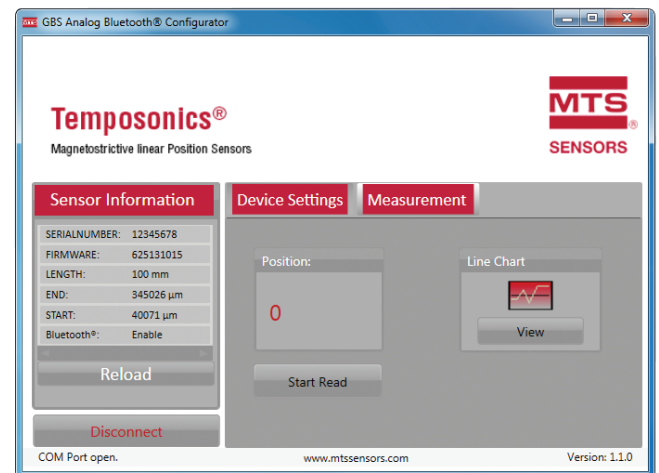 GBS Analog Bluetooth® Configurator
Temposonics®
Magnetostrictive linear Position Sensors
MTS®
SENSORS
Sensor Information
SERIALNUMBER: 12345678
FIRMWARE: 625131015
LENGTH: 100 mm
END: 345026 µm
START: 40071 µm
Bluetooth®: Enable
Reload
Disconnect
Device Settings Measurement
Position:
0
Start Read
Line Chart
View
COM Port open. www.mtssensors.com Version: 1.1.0